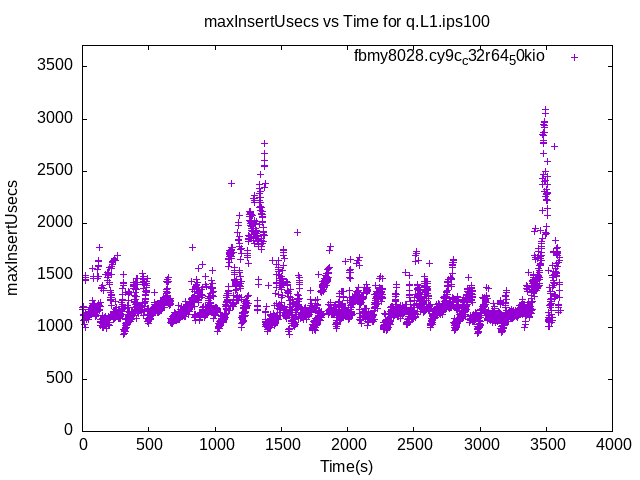 maxInsertUsecs vs Time for q.L1.ips100
fbmy8028.cy9c_c32r64_50kio
3500
3000
2500
2000
1500
1000
500
0
maxInsertUsecs
0 500 1000 1500 2000 2500 3000 3500 4000
Time(s)